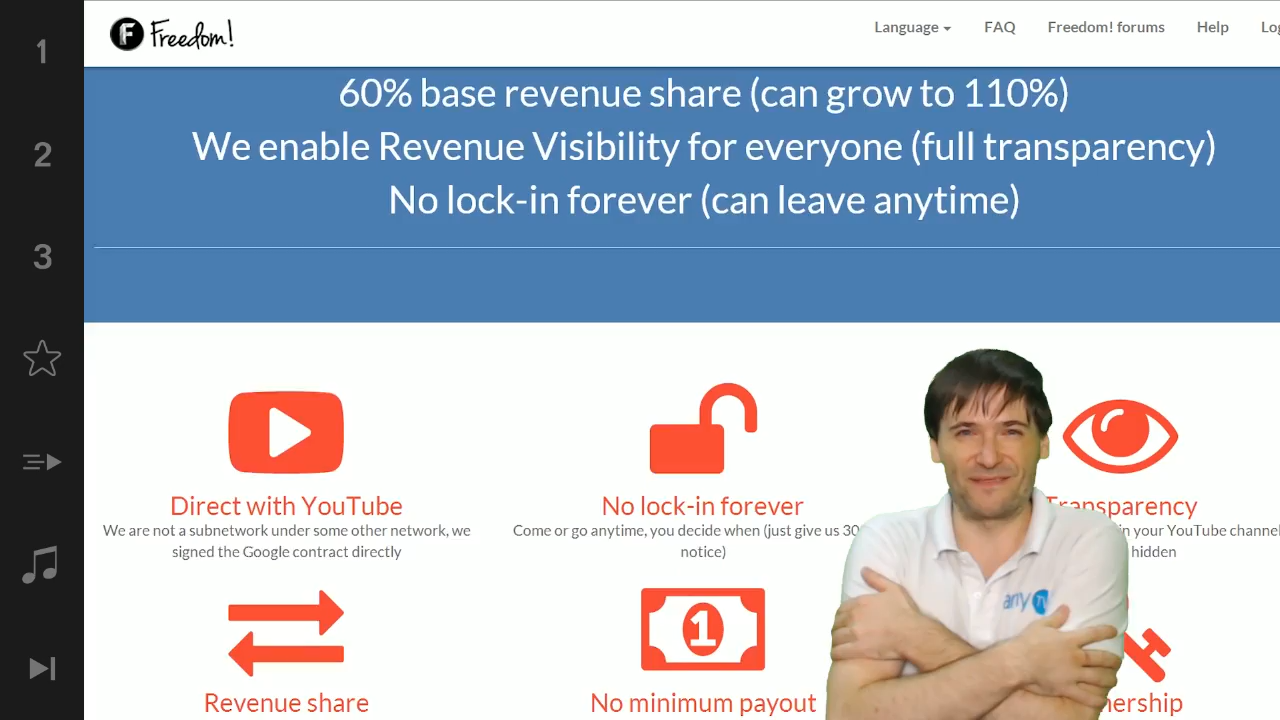 1
2
3
F Freedom!
Language
FAQ
Freedom! forums
Help
60% base revenue share (can grow to 110%)
We enable Revenue Visibility for everyone (full transparency)
No lock-in forever (can leave anytime)
Direct with YouTube
We are not a subnetwork under some other network, we
signed the Google contract directly
No lock-in forever
Come or go anytime, you decide when (just give us 30
notice)
Transparency
in your YouTube channel
hidden
Revenue share
1
No minimum payout
any TV